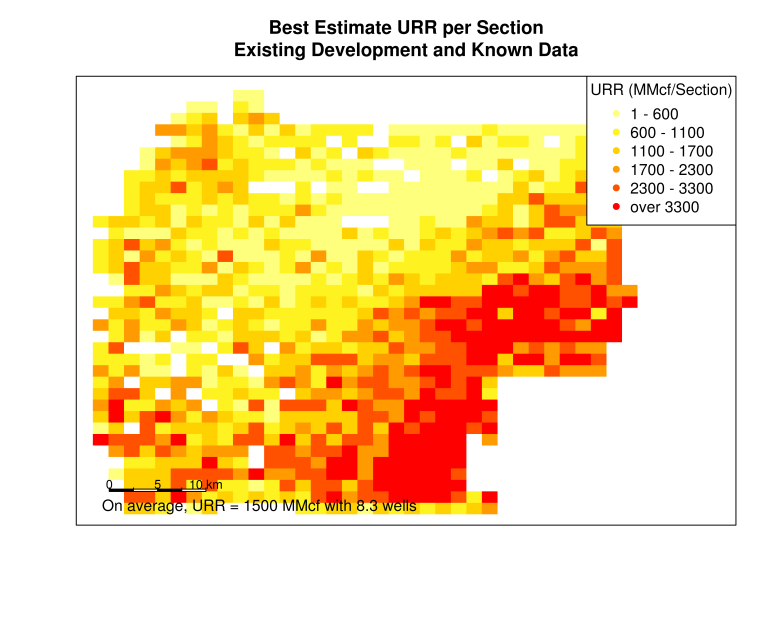 Best Estimate URR per Section
Existing Development and Known Data
URR (MMcf/Section)
1 - 600
600 - 1100
1100 - 1700
1700 - 2300
2300 - 3300
over 3300
0 5 10 km
On average, URR = 1500 MMcf with 8.3 wells